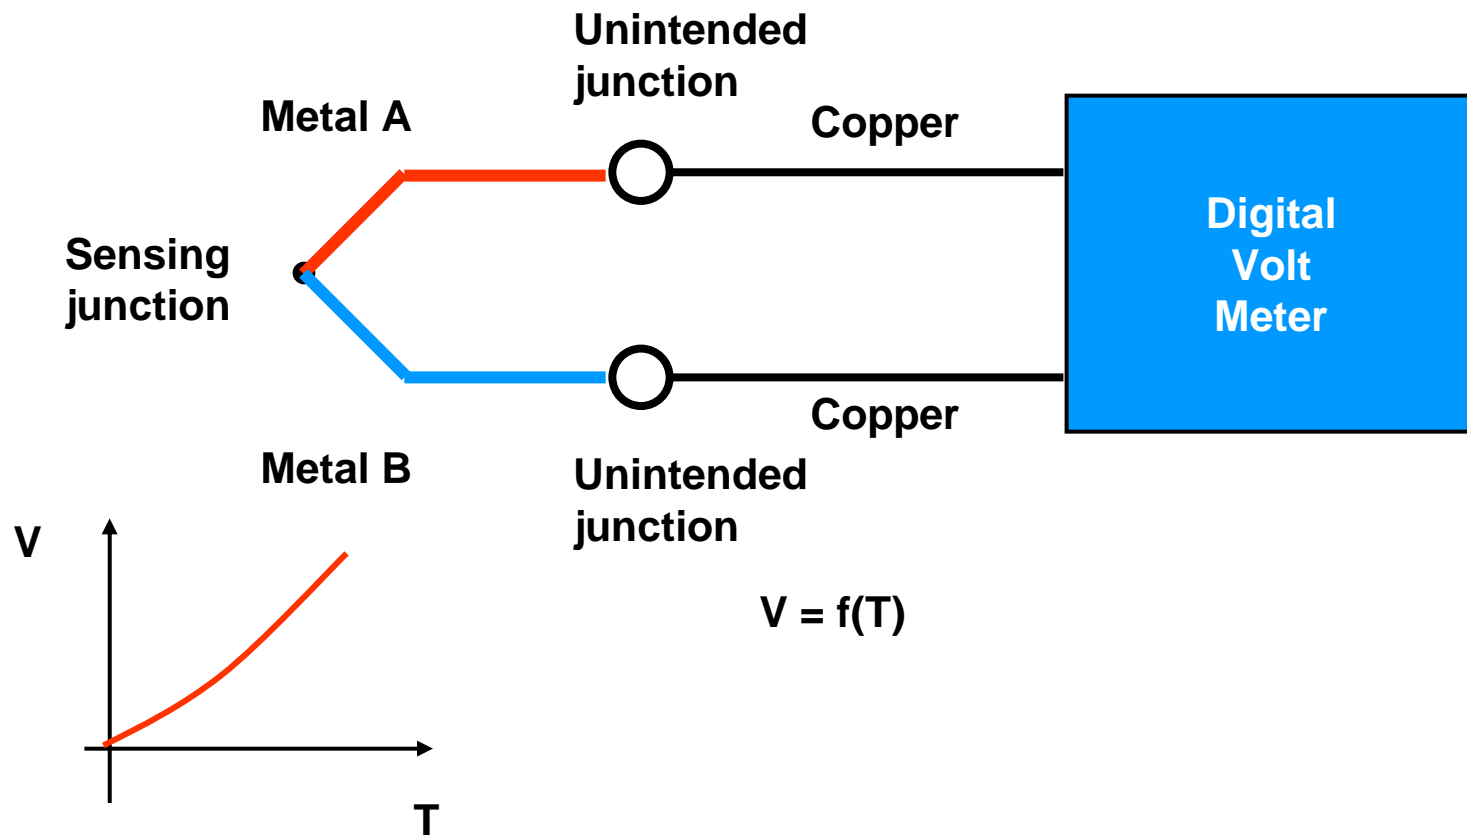 Unintended
junction
Metal A
Copper
Sensing
junction
Digital
Volt
Meter
Copper
Metal B
Unintended
junction
V
V = f(T)
T